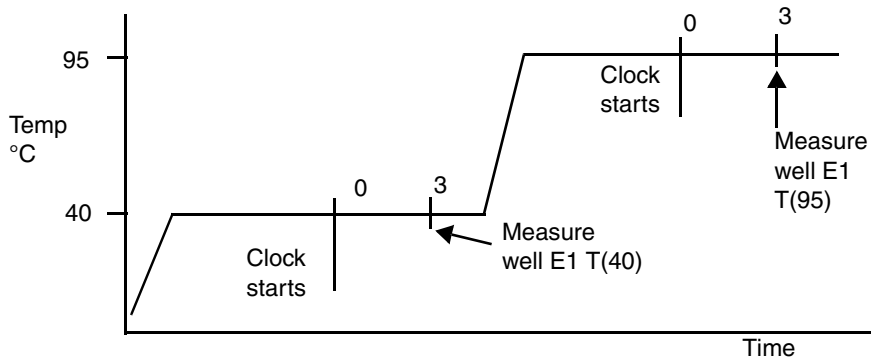 0
3
95
Clock
starts
Temp
°C
Measure
well E1
T(95)
0
3
40
Measure
well E1 T(40)
Clock
starts
Time